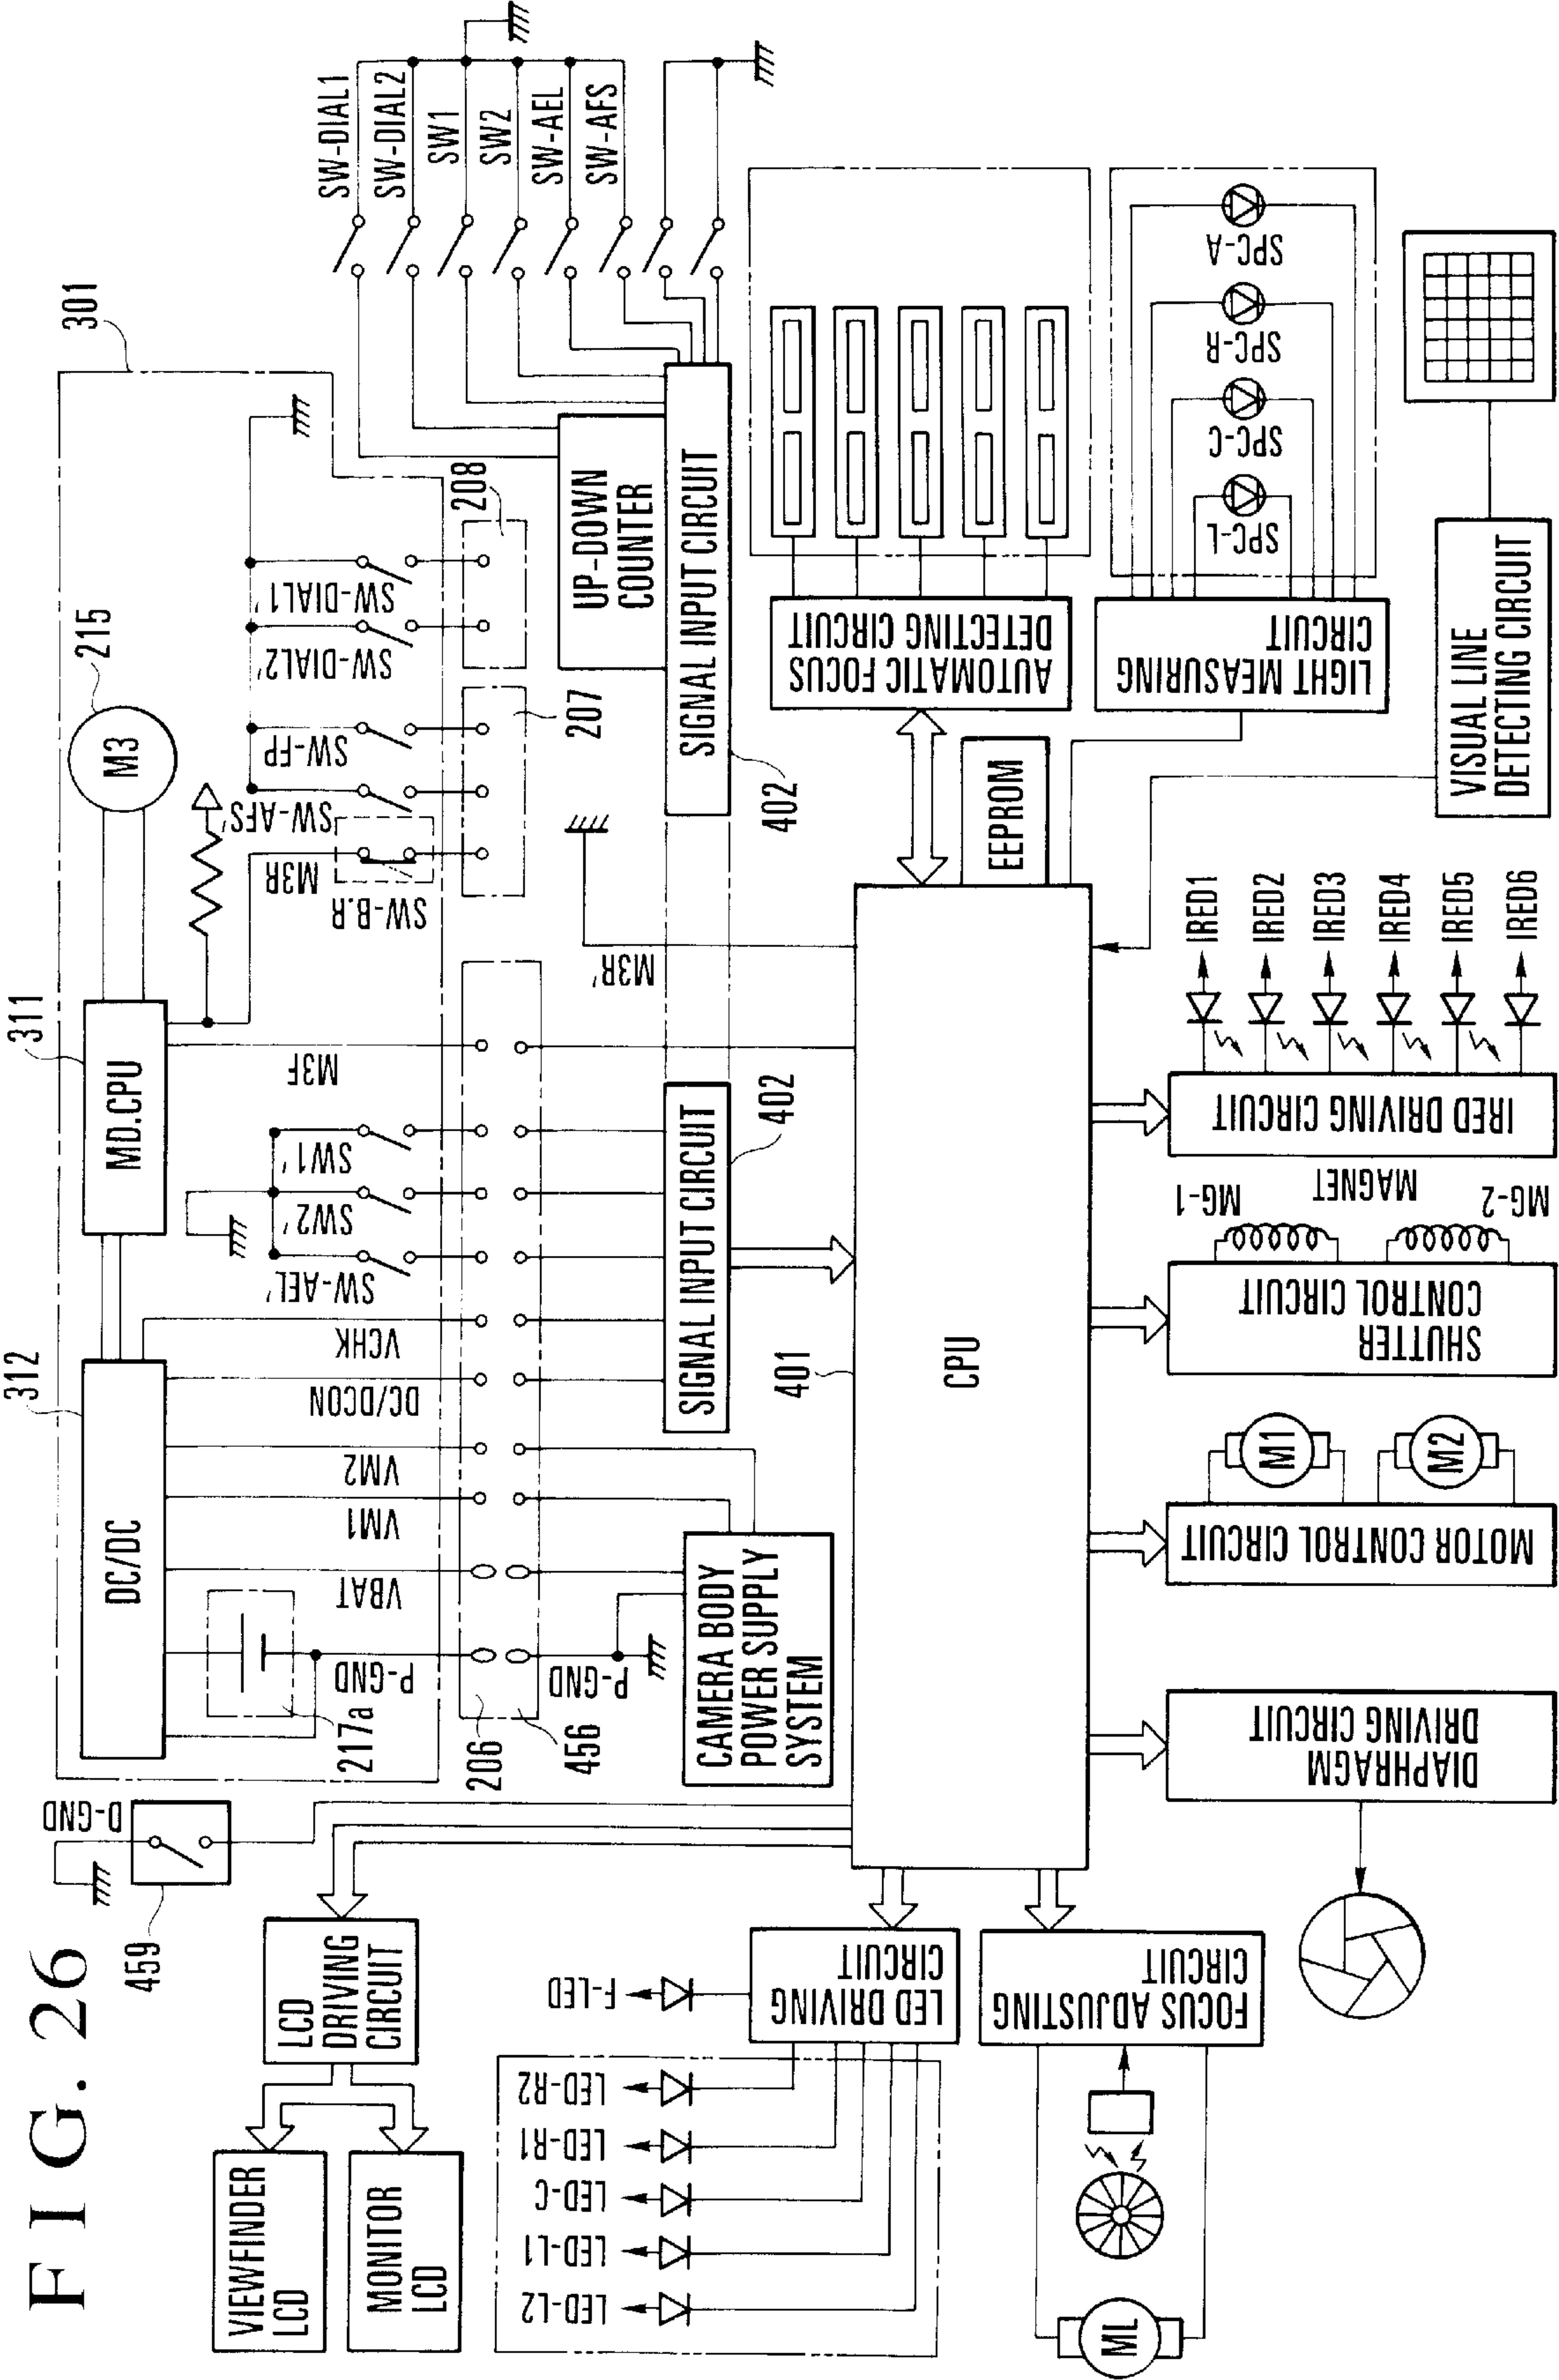 FIG. 26
459
D-GND
312
DC/DC
217a
P-GND
VBAT
VM1
VM2
DC/DCON
VCHK
SW-AEL'
SW2'
SW1'
311
MD.CPU
M3F
M3R
SW-B.R
M3
215
SW-AFS'
SW-FP
SW-DIAL2'
SW-DIAL1'
301
206
456
P-GND
207
208
SW-DIAL1
SW-DIAL2
SW1
SW2
SW-AEL
SW-AFS
UP-DOWN
COUNTER
SIGNAL INPUT CIRCUIT
402
SIGNAL INPUT CIRCUIT
402
M3R'
CAMERA BODY
POWER SUPPLY
SYSTEM
LCD
DRIVING
CIRCUIT
VIEWFINDER
LCD
MONITOR
LCD
401
CPU
EEPROM
AUTOMATIC FOCUS
DETECTING CIRCUIT
LIGHT MEASURING
CIRCUIT
SPC-L
SPC-C
SPC-R
SPC-A
VISUAL LINE
DETECTING CIRCUIT
F-LED
LED DRIVING
CIRCUIT
LED-L2
LED-L1
LED-C
LED-R1
LED-R2
FOCUS ADJUSTING
CIRCUIT
ML
DIAPHRAGM
DRIVING CIRCUIT
MOTOR CONTROL CIRCUIT
M1
M2
SHUTTER
CONTROL CIRCUIT
MG-1
MAGNET
MG-2
IRED DRIVING CIRCUIT
IRED1
IRED2
IRED3
IRED4
IRED5
IRED6